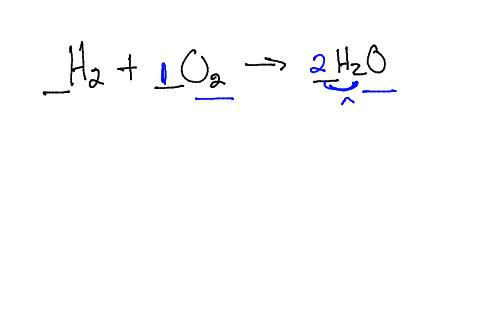 _H₂ + 1O₂ → 2H₂O